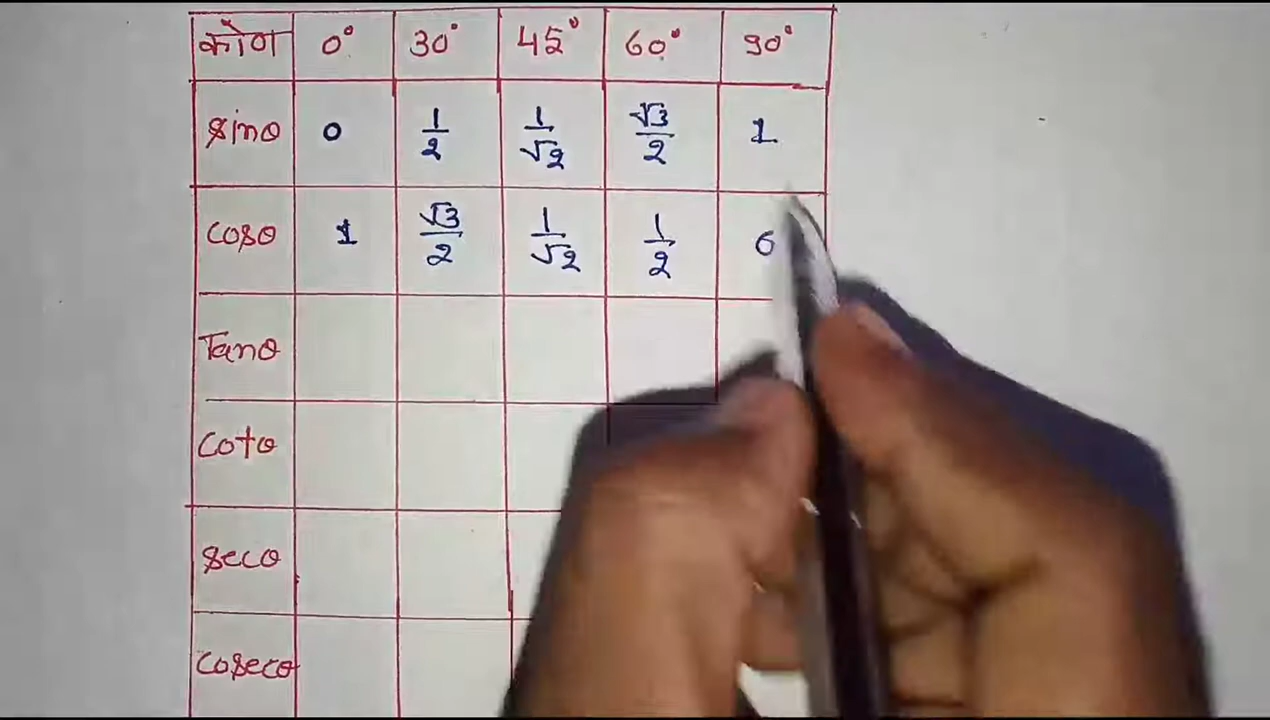 कोण 0° 30° 45° 60° 90°
sinθ 0 1/2 1/√2 √3/2 1
cosθ 1 √3/2 1/√2 1/2 0
Tanθ
cotθ
secθ
cosecθ